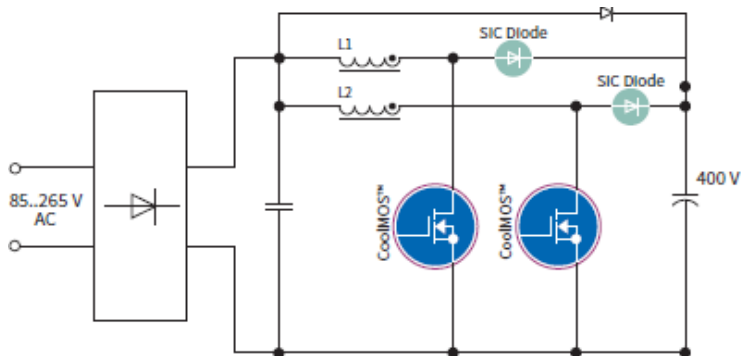 SIC Diode
L1
SIC Diode
L2
85..265 V
AC
400 V
CoolMOS™
CoolMOS™